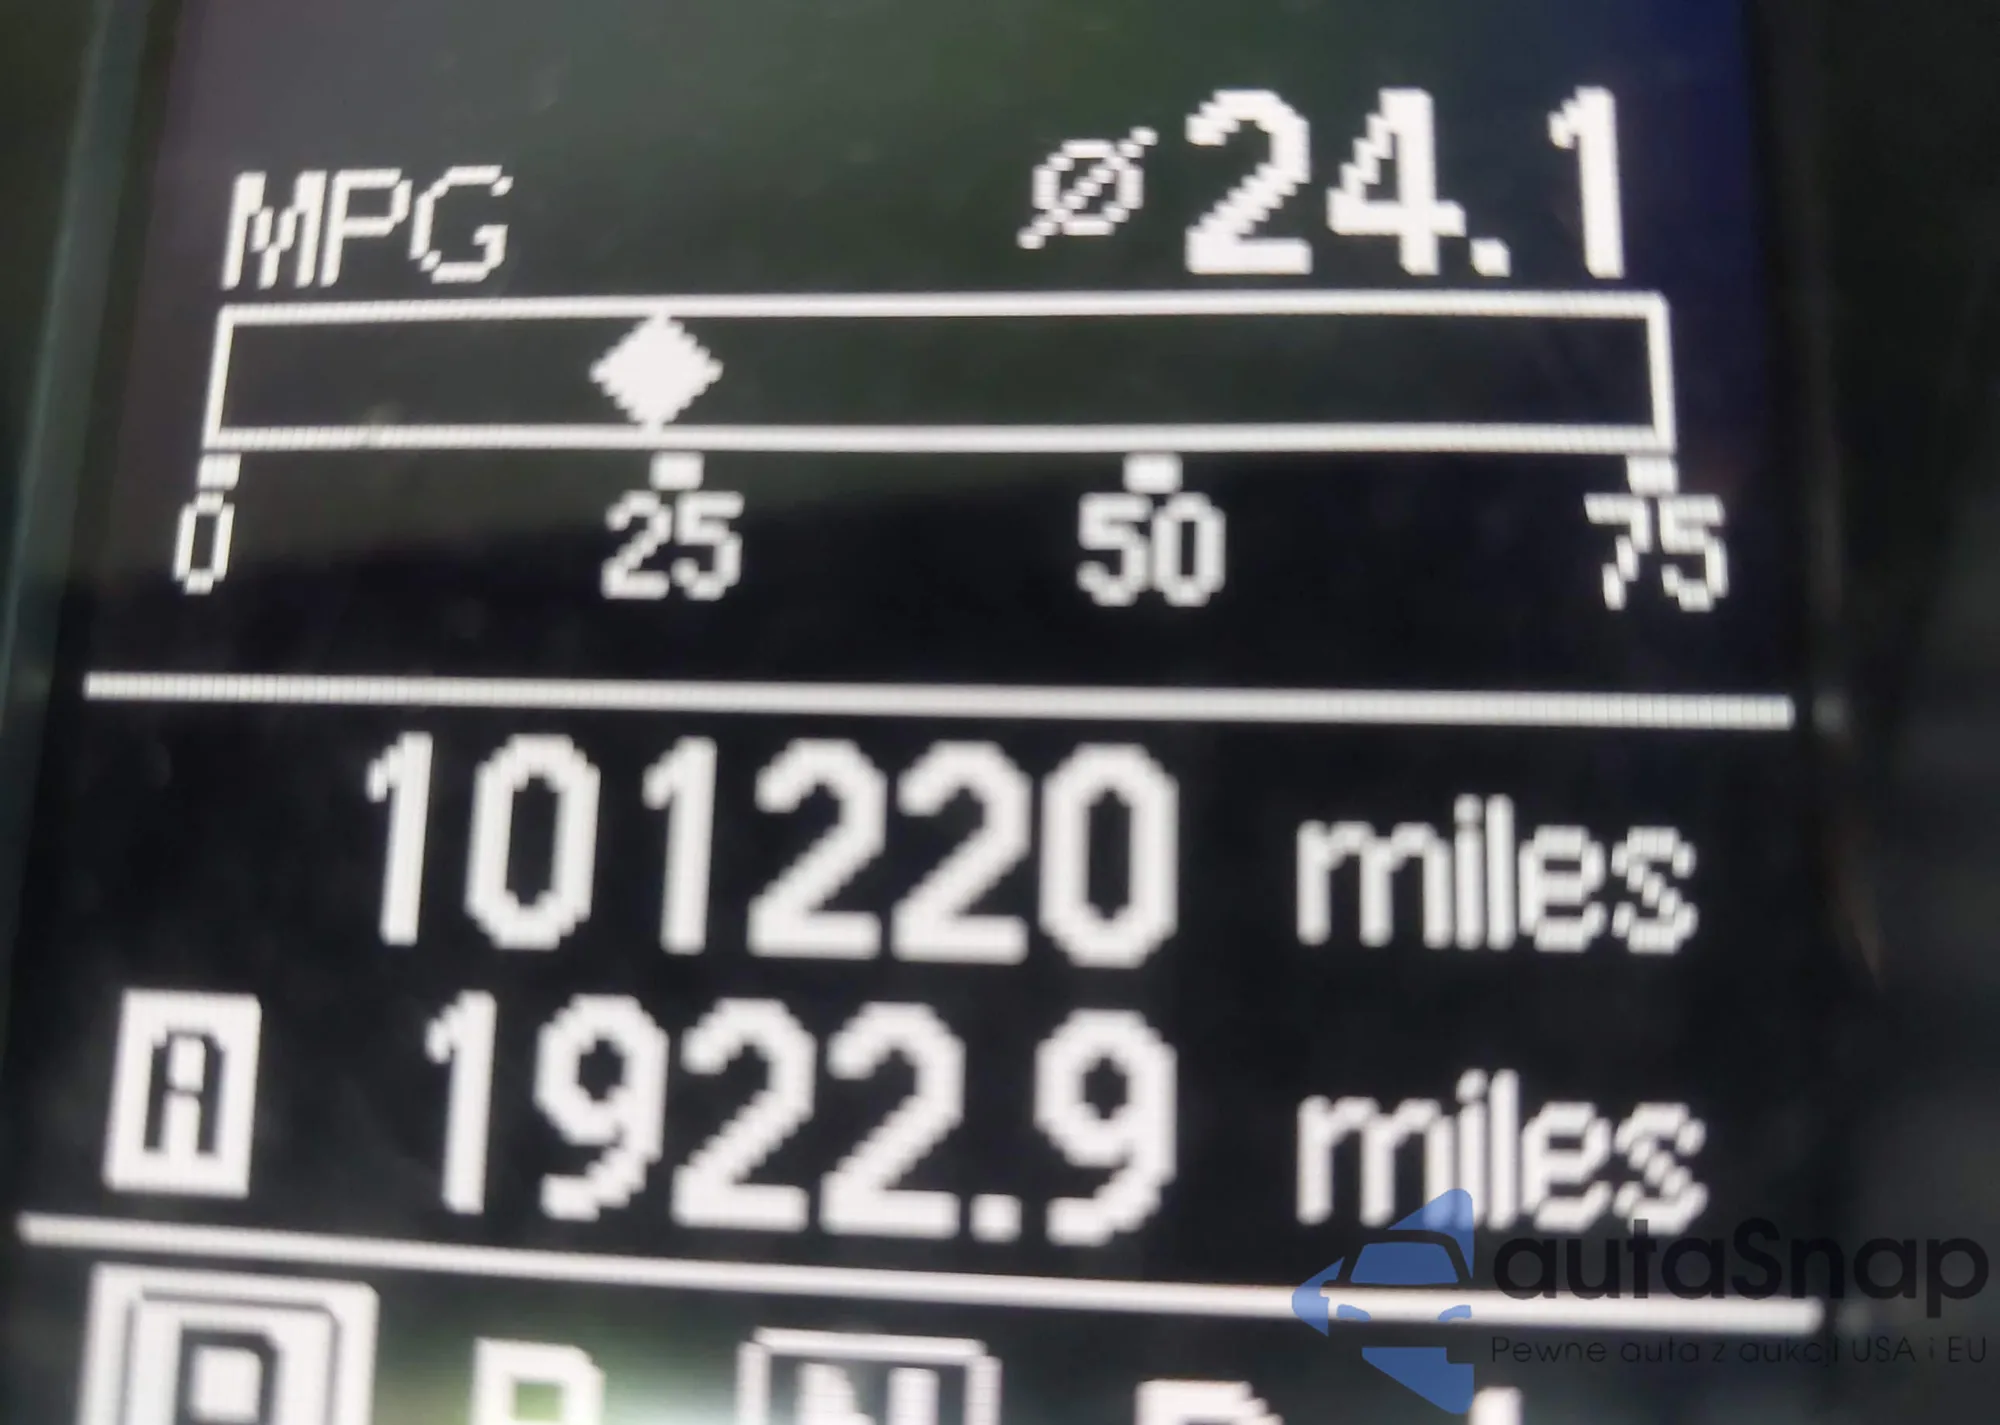 MPG ⌀24.1
0 25 50 75
101220 miles
A 1922.9 miles
P R N D L
autaSnap
Pewne auta z aukcji USA i EU